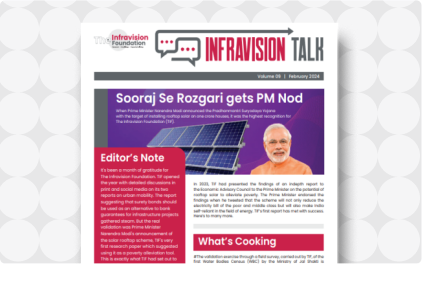 Infravision
Foundation
INFRAVISION TALK
Volume 09 | February 2024
Sooraj Se Rozgari gets PM Nod
When Prime Minister Narendra Modi announced the Pradhanmantri Suryodaya Yojana
with the target of installing rooftop solar on one crore houses, it was the highest recognition for
The Infravision Foundation (TIF).
Editor's Note
It's been a month of gratitude for
The Infravision Foundation. TIF opened
the year with detailed discussions in
print and social media on its two
reports on urban mobility. The report
suggesting that surety bonds should
be used as an alternative to bank
guarantees for infrastructure projects
gathered steam. But the real
validation was Prime Minister
Narendra Modi's announcement of
the solar rooftop scheme, TIF's very
first research paper which suggested
using it as a poverty alleviation tool.
This is exactly what TIF had set out to
In 2023, TIF had presented the findings of an indepth report to
the Economic Advisory Council to the Prime Minister on the potential of
rooftop solar to alleviate poverty. The Prime Minister endorsed the
findings when he tweeted that the scheme will not only reduce the
electricity bill of the poor and middle class but will also make India
self-reliant in the field of energy. TIF's first report has met with success.
Here's to many more.
What's Cooking
#The validation exercise through a field survey, carried out by TIF, of the
first Water Bodies Census (WBC) by the Ministry of Jal Shakti is